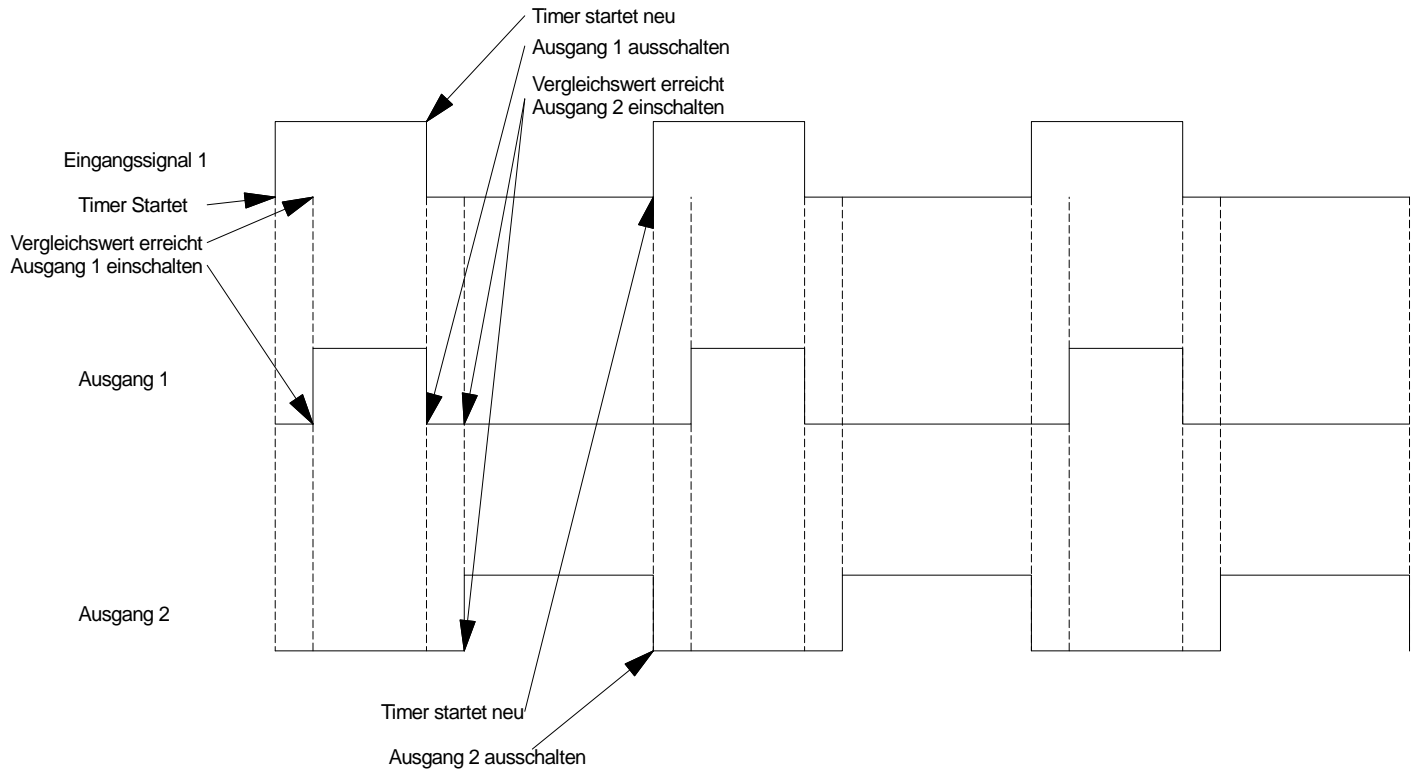 Timer startet neu
Ausgang 1 ausschalten
Vergleichswert erreicht
Ausgang 2 einschalten
Eingangssignal 1
Timer Startet
Vergleichswert erreicht
Ausgang 1 einschalten
Ausgang 1
Ausgang 2
Timer startet neu
Ausgang 2 ausschalten